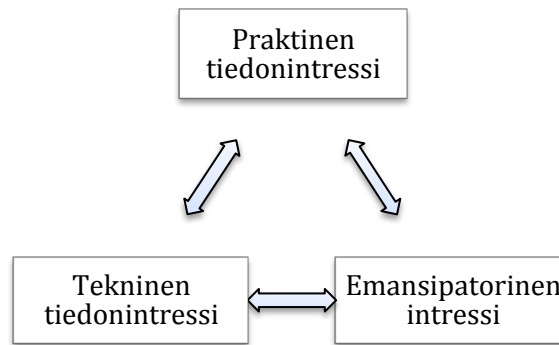 Praktinen
tiedonintressi
Tekninen
tiedonintressi
Emansipatorinen
intressi